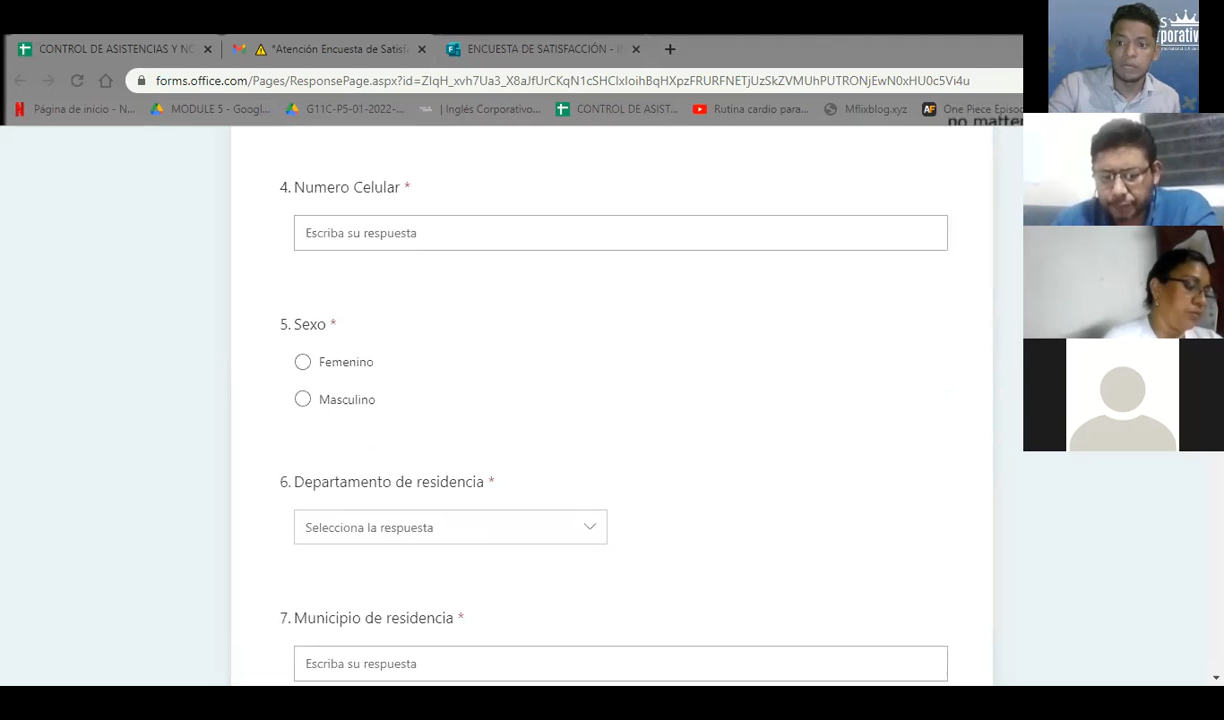 CONTROL DE ASISTENCIAS Y NO
*Atención Encuesta de Satisf
ENCUESTA DE SATISFACCIÓN - I
forms.office.com/Pages/ResponsePage.aspx?id=ZIqH_xvh7Ua3_X8aJfUrCKqN1cSHCIxIoihBqHXpzFRURFNETjUzSkZVMUhPUTRONjEwN0xHU0c5Vi4u
Página de inicio - N...
MODULE 5 - Googl...
G11C-P5-01-2022-...
| Inglés Corporativo...
CONTROL DE ASIST...
Rutina cardio para...
Mflixblog.xyz
One Piece Episo
no matter
4. Numero Celular *
Escriba su respuesta
5. Sexo *
Femenino
Masculino
6. Departamento de residencia *
Selecciona la respuesta
7. Municipio de residencia *
Escriba su respuesta